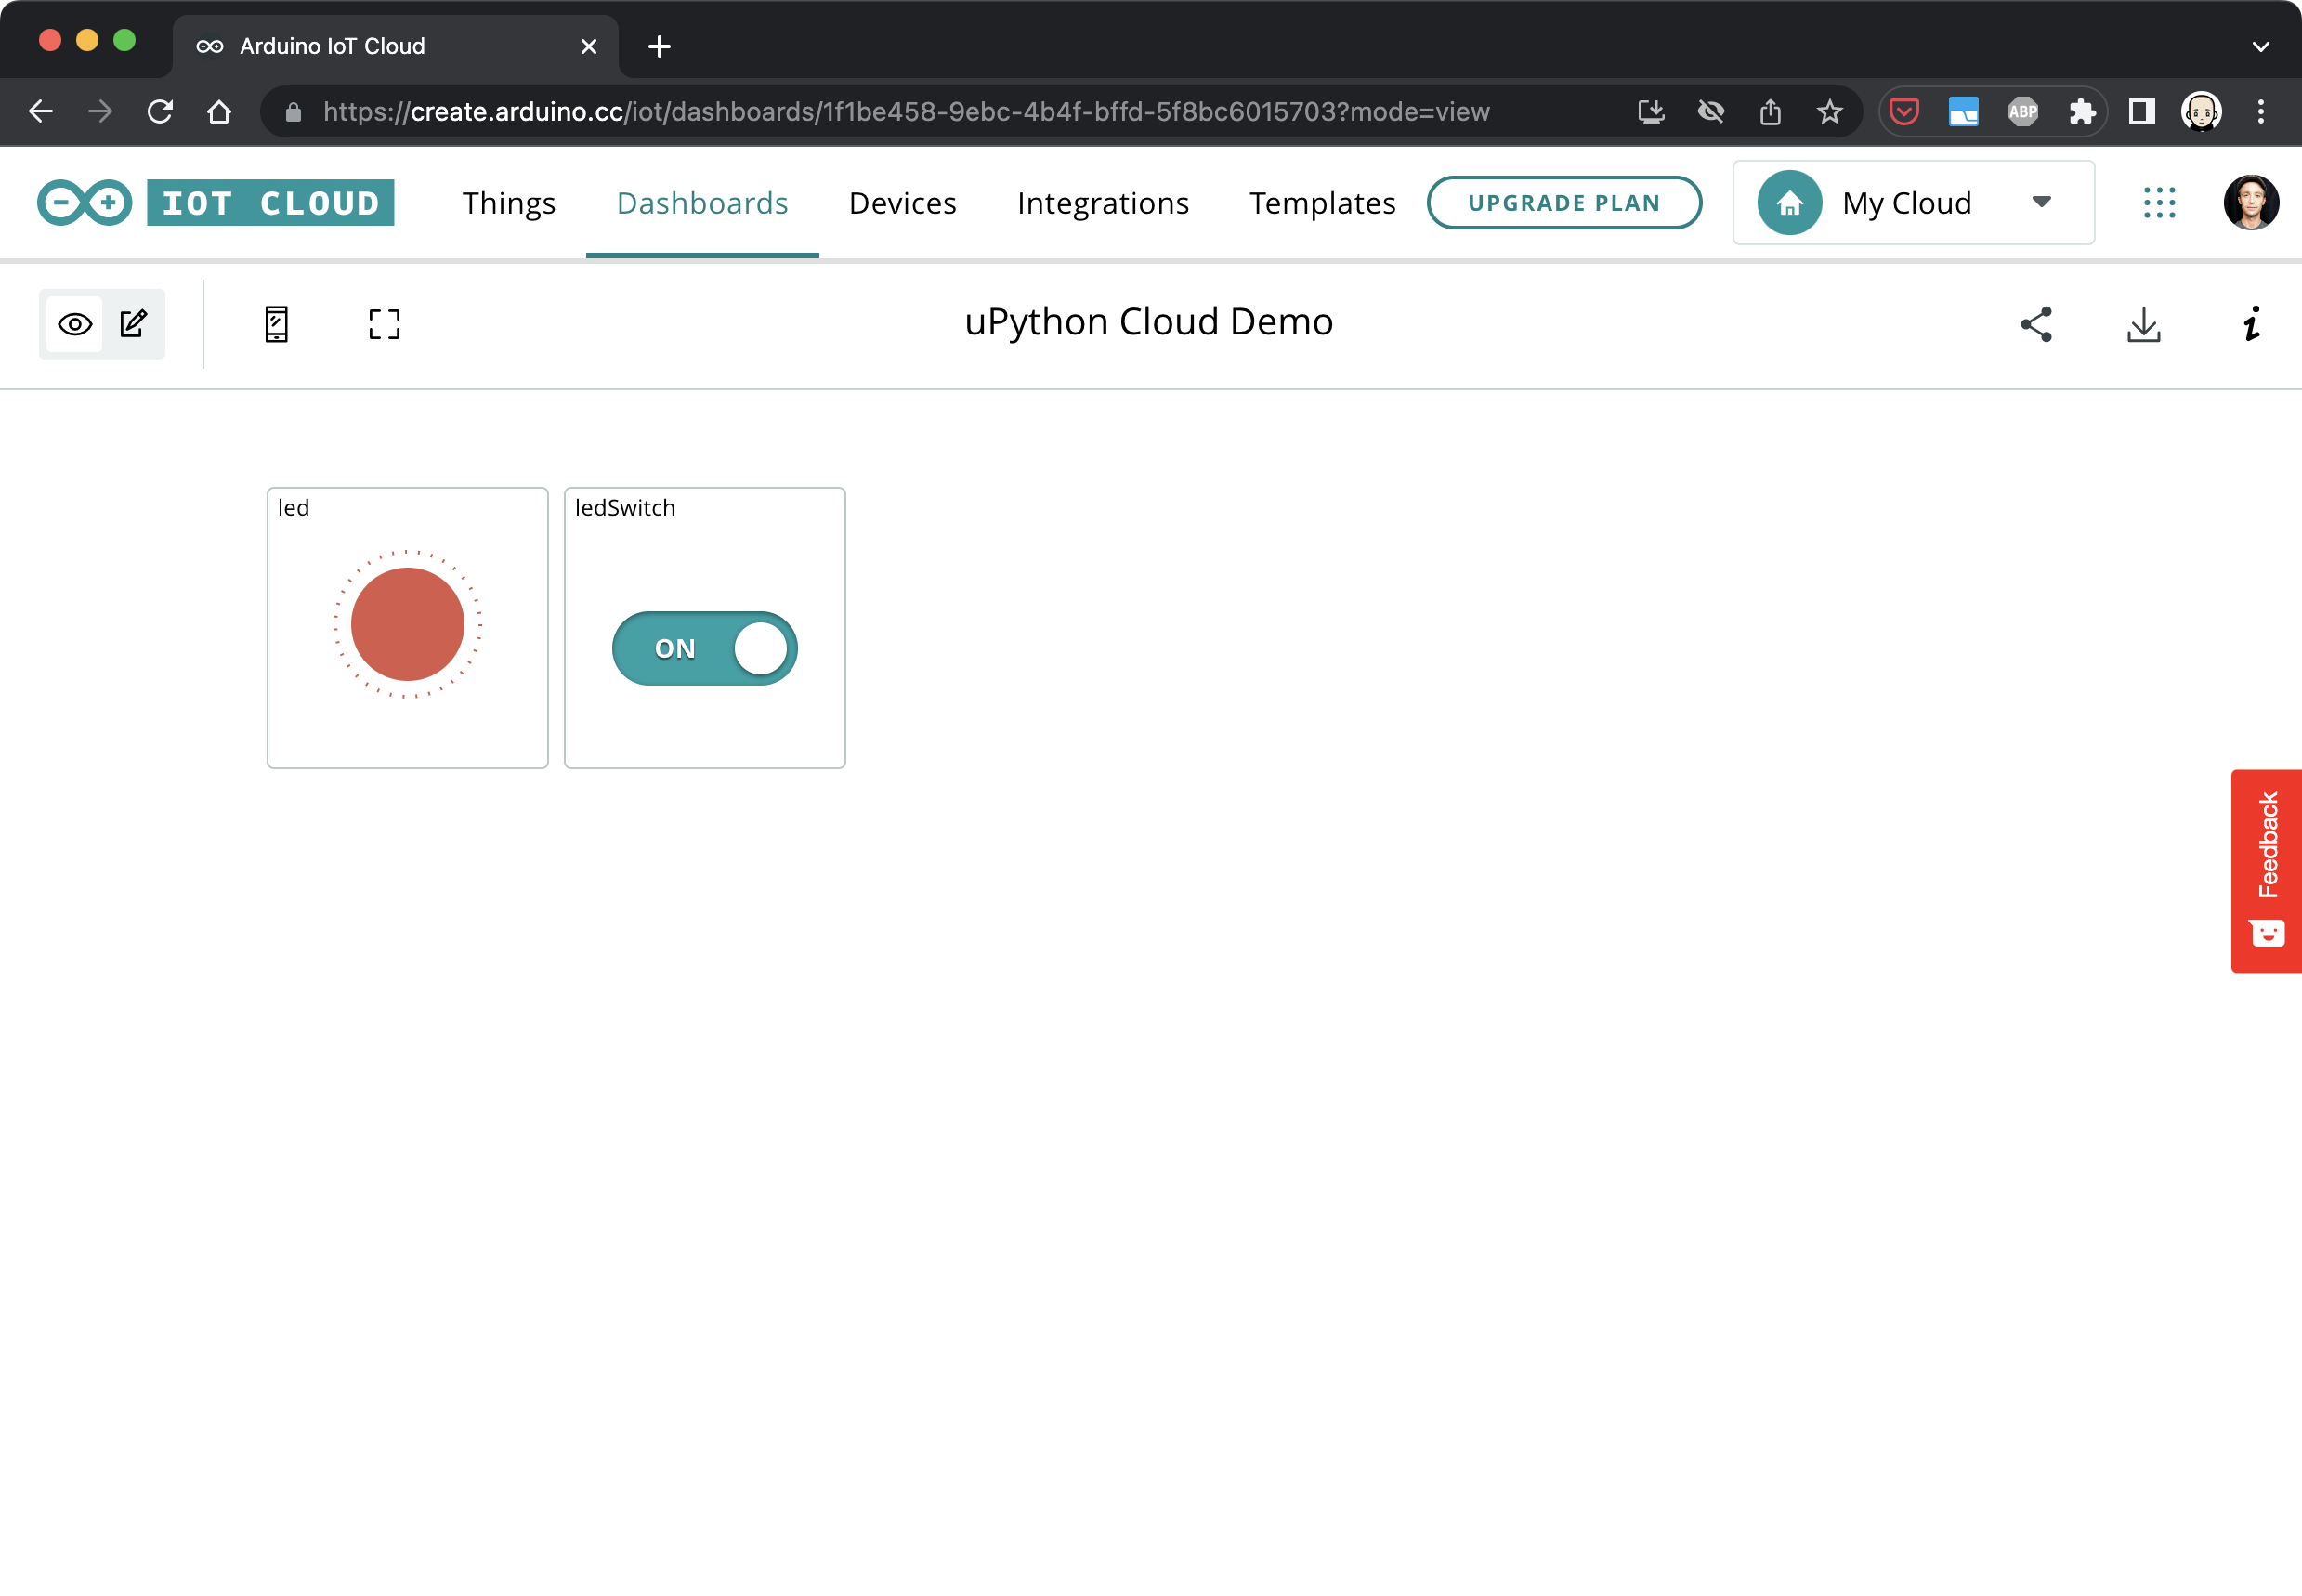 Arduino IoT Cloud
https://create.arduino.cc/iot/dashboards/1f1be458-9ebc-4b4f-bffd-5f8bc6015703?mode=view
ABP
IOT CLOUD
Things
Dashboards
Devices
Integrations
Templates
UPGRADE PLAN
My Cloud
uPython Cloud Demo
led
ledSwitch
ON
Feedback